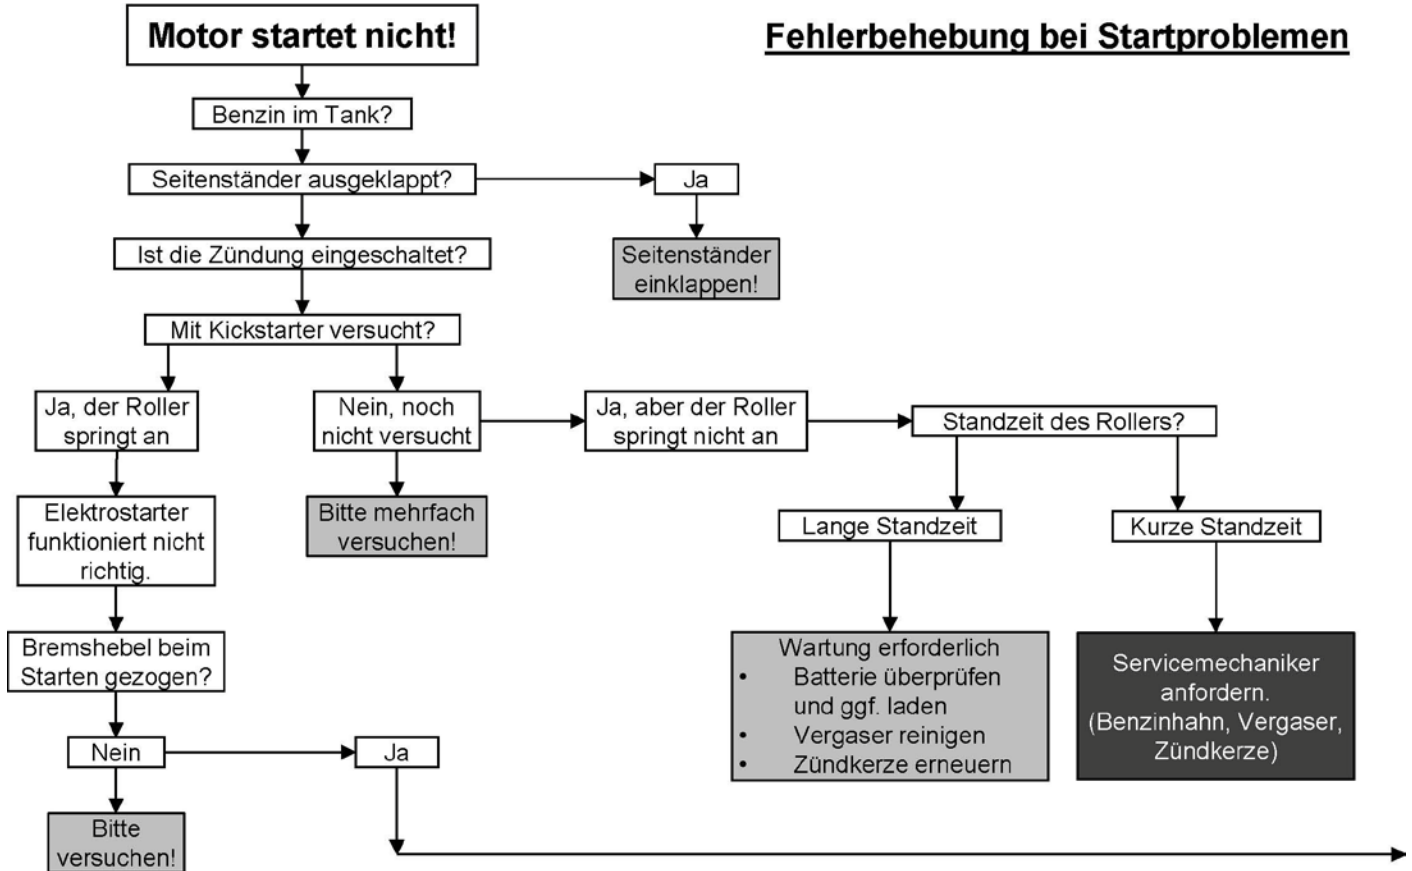 Motor startet nicht!
Fehlerbehebung bei Startproblemen
Benzin im Tank?
Seitenständer ausgeklappt?
Ja
Ist die Zündung eingeschaltet?
Seitenständer
einklappen!
Mit Kickstarter versucht?
Ja, der Roller
springt an
Nein, noch
nicht versucht
Ja, aber der Roller
springt nicht an
Standzeit des Rollers?
Elektrostarter
funktioniert nicht
richtig.
Bitte mehrfach
versuchen!
Lange Standzeit
Kurze Standzeit
Bremshebel beim
Starten gezogen?
Wartung erforderlich
• Batterie überprüfen
und ggf. laden
• Vergaser reinigen
• Zündkerze erneuern
Servicemechaniker
anfordern.
(Benzinhahn, Vergaser,
Zündkerze)
Nein
Ja
Bitte
versuchen!